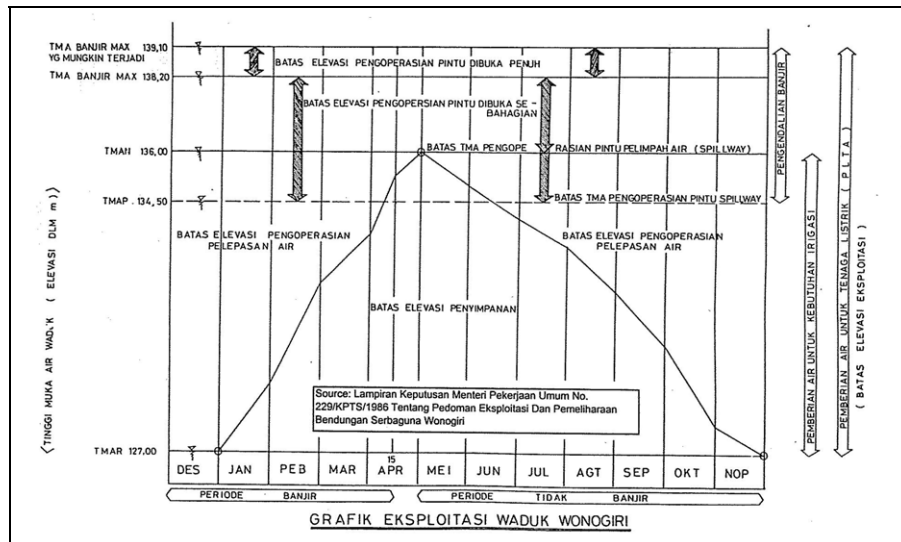 TMA BANJIR MAX 139,10
YG MUNGKIN TERJADI
BATAS ELEVASI PENGOPERASIAN PINTU DIBUKA PENUH
TMA BANJIR MAX 138,20
BATAS ELEVASI PENGOPERSIAN PINTU DIBUKA SE-
BAHAGIAN
TMAN 136,00
BATAS TMA PENGOPE RASIAN PINTU PELIMPAH AIR (SPILLWAY)
TMAP. 134,50
BATAS TMA PENGOPERASIAN PINTU SPILLWAY
BATAS ELEVASI PENGOPERASIAN
PELEPASAN AIR
BATAS ELEVASI PENGOPERASIAN
PELEPASAN AIR
BATAS ELEVASI PENYIMPANAN
Source: Lampiran Keputusan Menteri Pekerjaan Umum No.
229/KPTS/1986 Tentang Pedoman Eksploitasi Dan Pemeliharaan
Bendungan Serbaguna Wonogiri
TMAR 127.00
15
DES JAN PEB MAR APR MEI JUN JUL AGT SEP OKT NOP
PERIODE BANJIR
PERIODE TIDAK BANJIR
GRAFIK EKSPLOITASI WADUK WONOGIRI
TINGGI MUKA AIR WADUK ( ELEVASI DLM m )
PENGENDALIAN BANJIR
PEMBERIAN AIR UNTUK KEBUTUHAN IRIGASI
PEMBERIAN AIR UNTUK TENAGA LISTRIK ( PLTA )
( BATAS ELEVASI EKSPLOITASI )